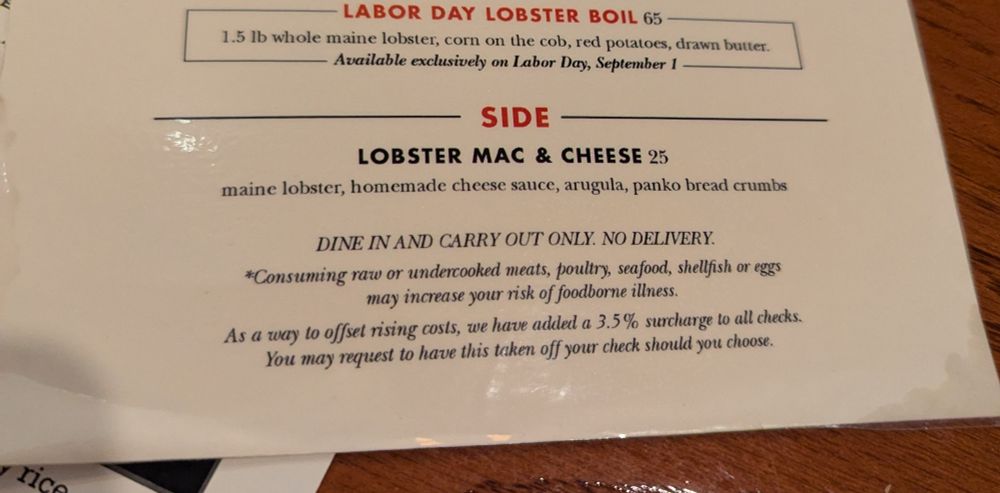 LABOR DAY LOBSTER BOIL 65
1.5 lb whole maine lobster, corn on the cob, red potatoes, drawn butter.
Available exclusively on Labor Day, September 1
SIDE
LOBSTER MAC & CHEESE 25
maine lobster, homemade cheese sauce, arugula, panko bread crumbs
DINE IN AND CARRY OUT ONLY. NO DELIVERY.
*Consuming raw or undercooked meats, poultry, seafood, shellfish or eggs
may increase your risk of foodborne illness.
As a way to offset rising costs, we have added a 3.5% surcharge to all checks.
You may request to have this taken off your check should you choose.
rice